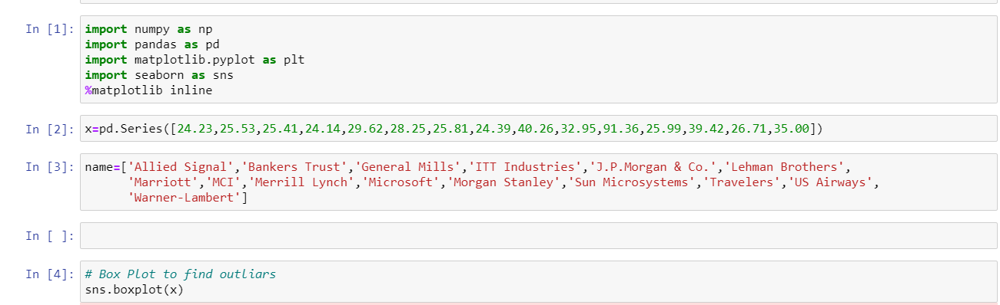 In [1]: import numpy as np
import pandas as pd
import matplotlib.pyplot as plt
import seaborn as sns
%matplotlib inline
In [2]: x=pd.Series([24.23,25.53,25.41,24.14,29.62,28.25,25.81,24.39,40.26,32.95,91.36,25.99,39.42,26.71,35.00])
In [3]: name=['Allied Signal','Bankers Trust','General Mills','ITT Industries','J.P.Morgan & Co.','Lehman Brothers',
'Marriott','MCI','Merrill Lynch','Microsoft','Morgan Stanley','Sun Microsystems','Travelers','US Airways',
'Warner-Lambert']
In [ ]:
In [4]: # Box Plot to find outliars
sns.boxplot(x)